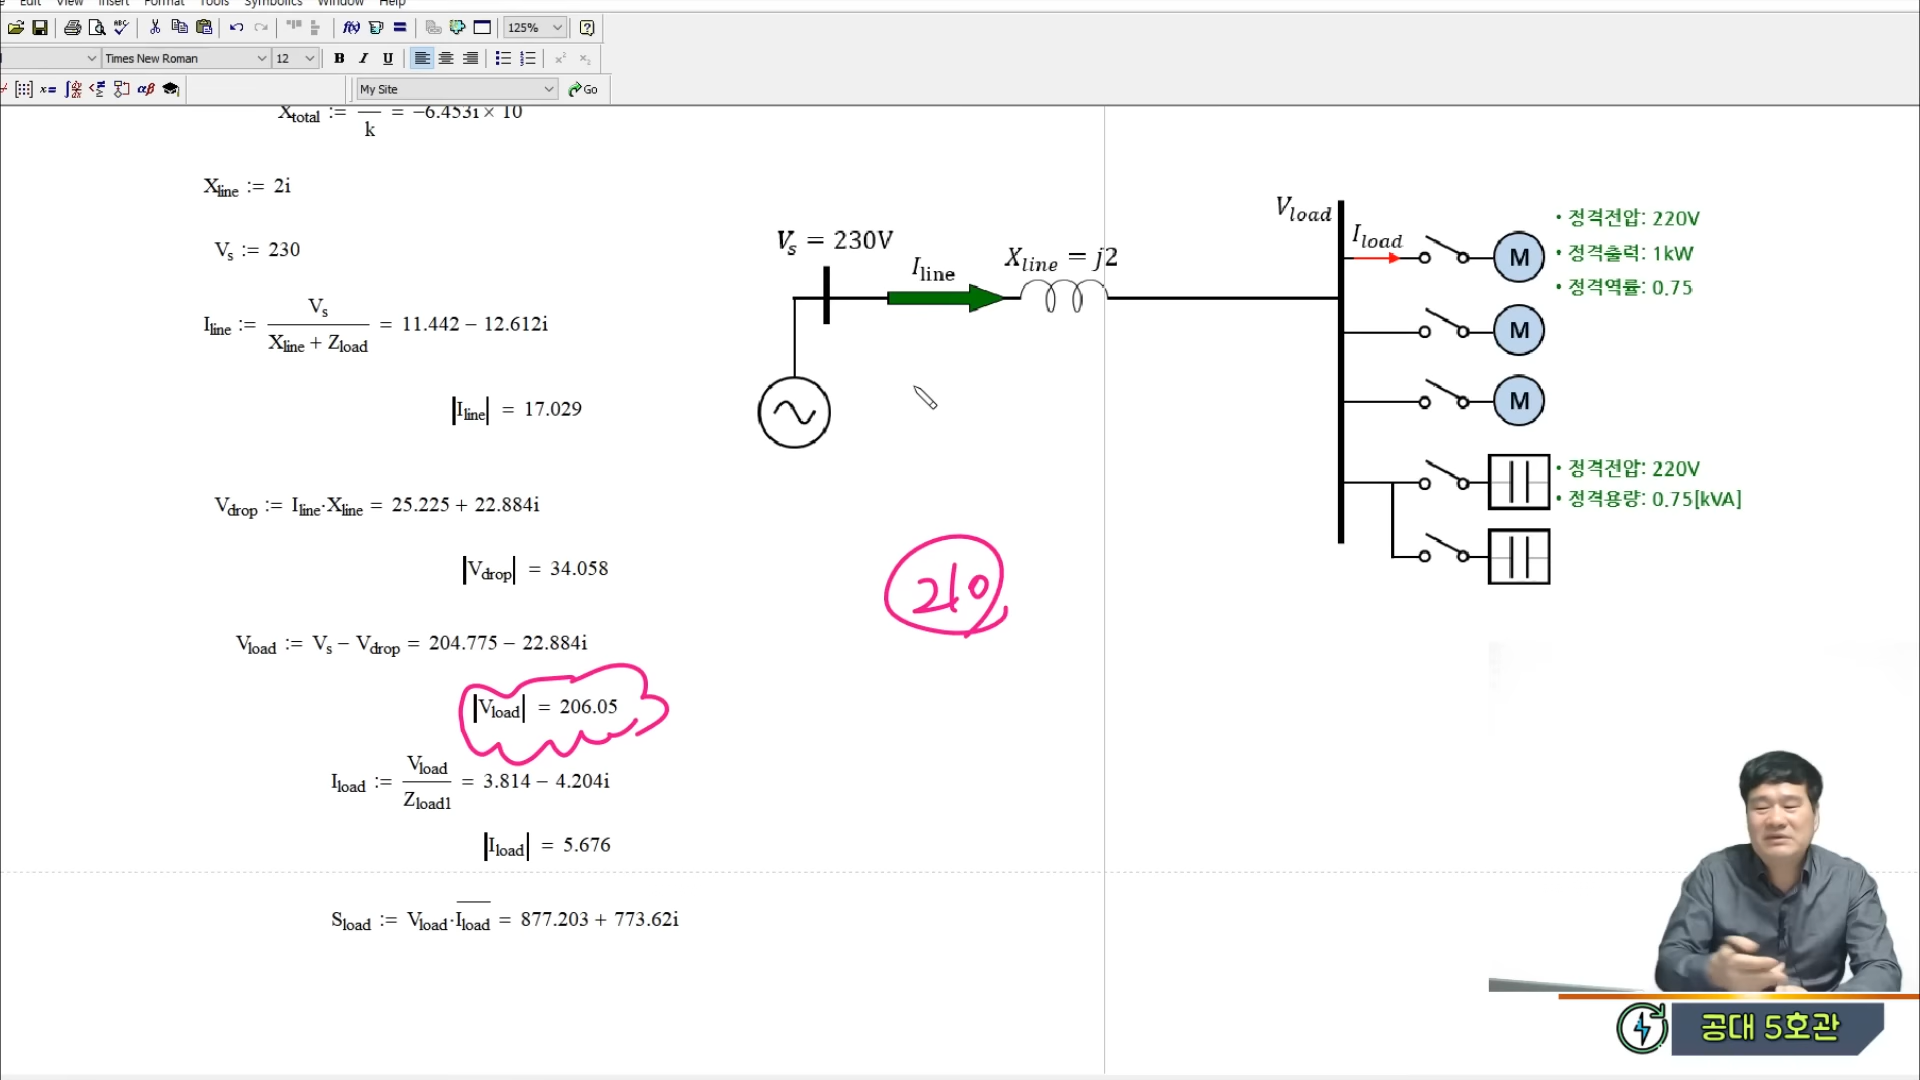 Edit View Insert Format Tools Symbolics Window Help
125%
Times New Roman 12 B I U
My Site Go
X_total := — = −6.453i × 10
k
X_line := 2i
V_s := 230
I_line := V_s / (X_line + Z_load) = 11.442 − 12.612i
|I_line| = 17.029
V_drop := I_line·X_line = 25.225 + 22.884i
|V_drop| = 34.058
V_load := V_s − V_drop = 204.775 − 22.884i
|V_load| = 206.05
I_load := V_load / Z_load1 = 3.814 − 4.204i
|I_load| = 5.676
S_load := V_load·I_load = 877.203 + 773.62i
V_s = 230V
I_line
X_line = j2
V_load
I_load
M
• 정격전압: 220V
• 정격출력: 1kW
• 정격역률: 0.75
M
M
• 정격전압: 220V
• 정격용량: 0.75[kVA]
210
공대 5호관